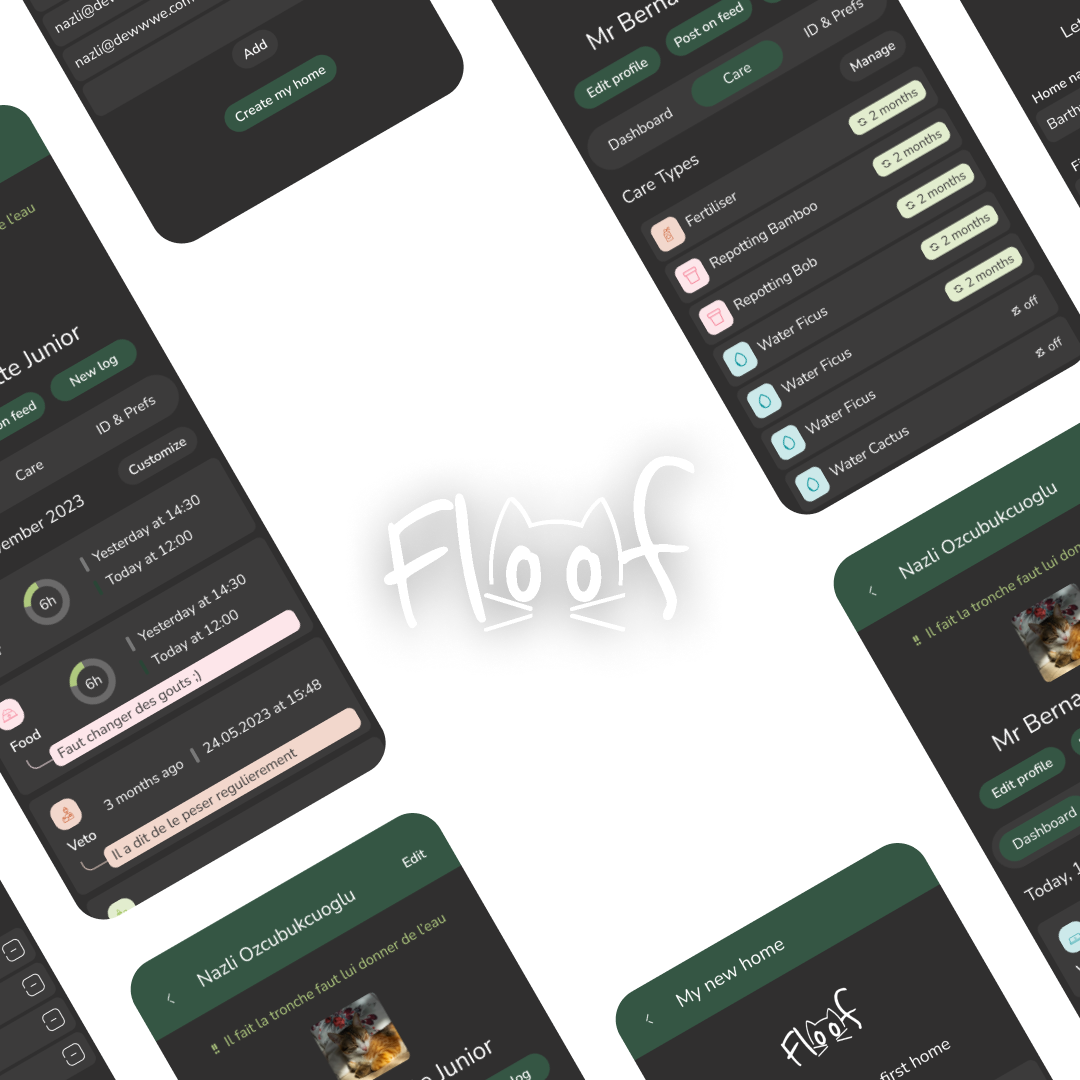 nazli@dewwwe.com
Add
Create my home
Mr Berna
Edit profile
Post on feed
Dashboard
Care
ID & Prefs
Manage
Care Types
Fertiliser
2 months
Repotting Bamboo
2 months
Repotting Bob
2 months
Water Ficus
2 months
Water Ficus
2 months
Water Ficus
off
Water Cactus
off
Home na
Barth
e l'eau
te Junior
on feed
New log
Care
ID & Prefs
ember 2023
Customize
6h
Yesterday at 14:30
Today at 12:00
6h
Yesterday at 14:30
Today at 12:00
Food
Faut changer des gouts ;)
3 months ago
24.05.2023 at 15:48
Veto
Il a dit de le peser regulierement
Floof
Nazli Ozcubukcuoglu
!! Il fait la tronche faut lui don
Mr Berna
Edit profile
Dashboard
Today, 1
Nazli Ozcubukcuoglu
Edit
!! Il fait la tronche faut lui donner de l'eau
Junior
log
My new home
Floof
first home